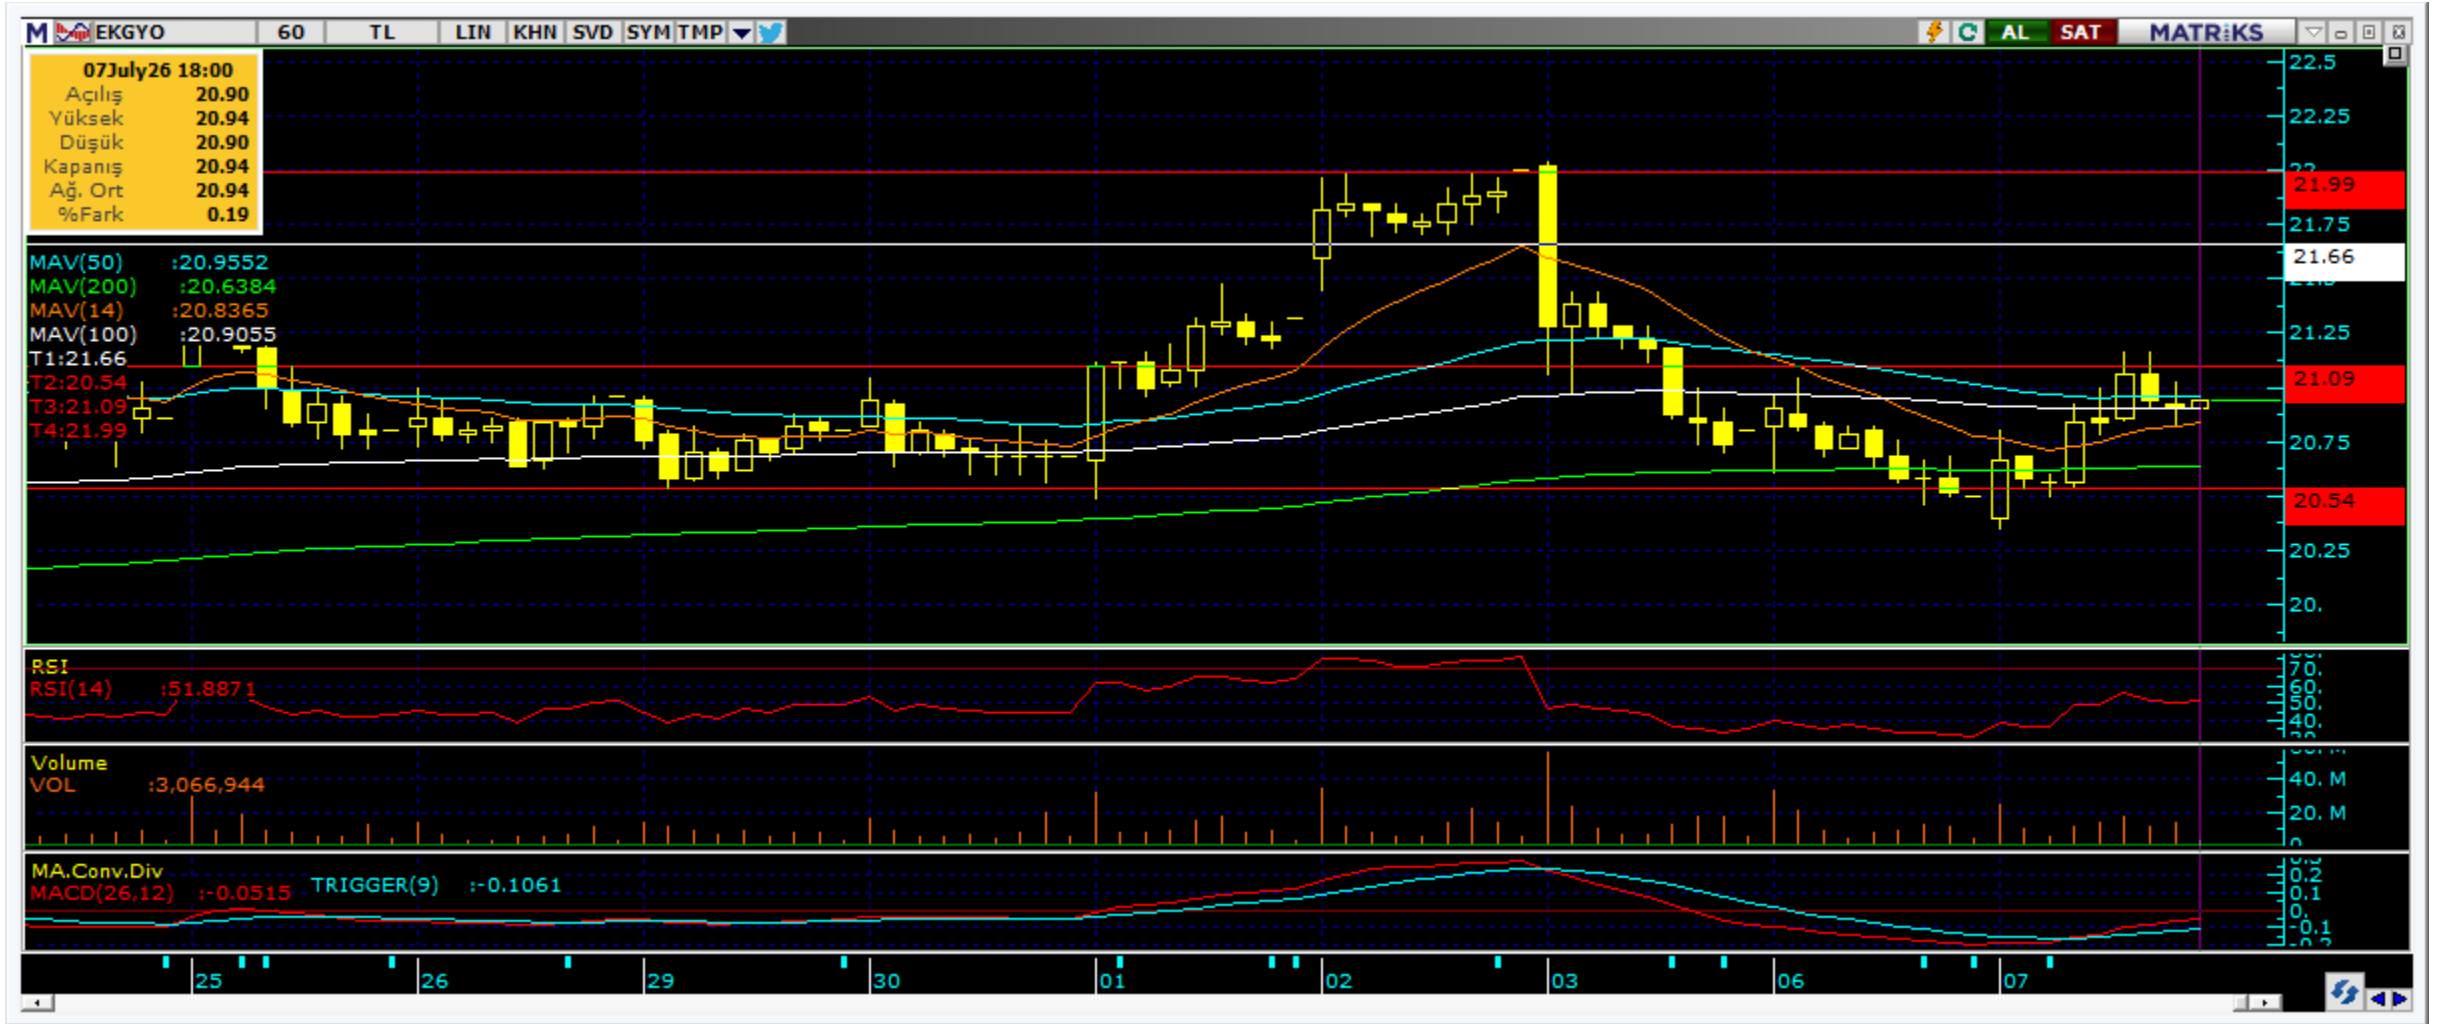 M EKGYO 60 TL LIN KHN SVD SYM TMP AL SAT MATRiKS
07July26 18:00
Açılış 20.90
Yüksek 20.94
Düşük 20.90
Kapanış 20.94
Ağ. Ort 20.94
%Fark 0.19
MAV(50) :20.9552
MAV(200) :20.6384
MAV(14) :20.8365
MAV(100) :20.9055
T1:21.66
T2:20.54
T3:21.09
T4:21.99
22.5
22.25
22.
21.99
21.75
21.66
21.25
21.09
20.75
20.54
20.25
20.
RSI
RSI(14) :51.8871
70.
60.
50.
40.
Volume
VOL :3,066,944
40. M
20. M
0.
MA.Conv.Div
MACD(26,12) :-0.0515 TRIGGER(9) :-0.1061
0.2
0.1
0.
-0.1
-0.2
25 26 29 30 01 02 03 06 07